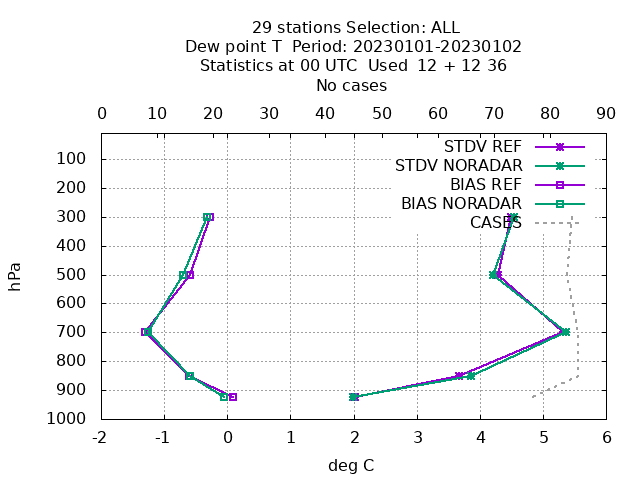 29 stations Selection: ALL
Dew point T  Period: 20230101-20230102
Statistics at 00 UTC  Used  12 + 12 36
No cases
0 10 20 30 40 50 60 70 80 90
STDV REF
STDV NORADAR
BIAS REF
BIAS NORADAR
CASES
hPa
100
200
300
400
500
600
700
800
900
1000
-2 -1 0 1 2 3 4 5 6
deg C